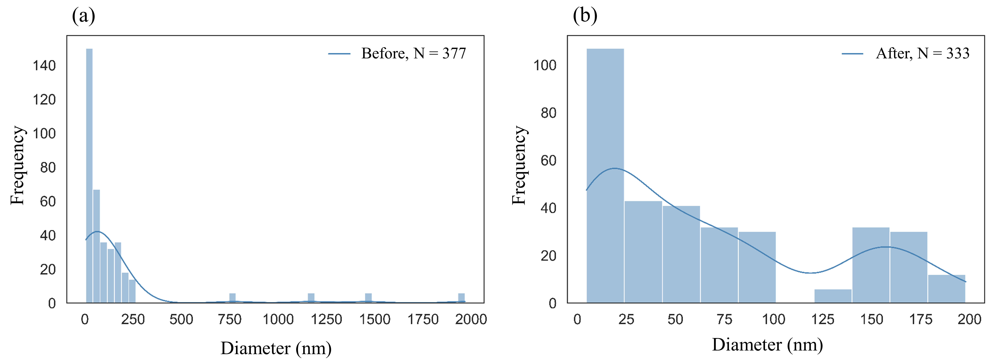 (a)
Before, N = 377
Frequency
140
120
100
80
60
40
20
0
0 250 500 750 1000 1250 1500 1750 2000
Diameter (nm)
(b)
After, N = 333
Frequency
100
80
60
40
20
0
0 25 50 75 100 125 150 175 200
Diameter (nm)